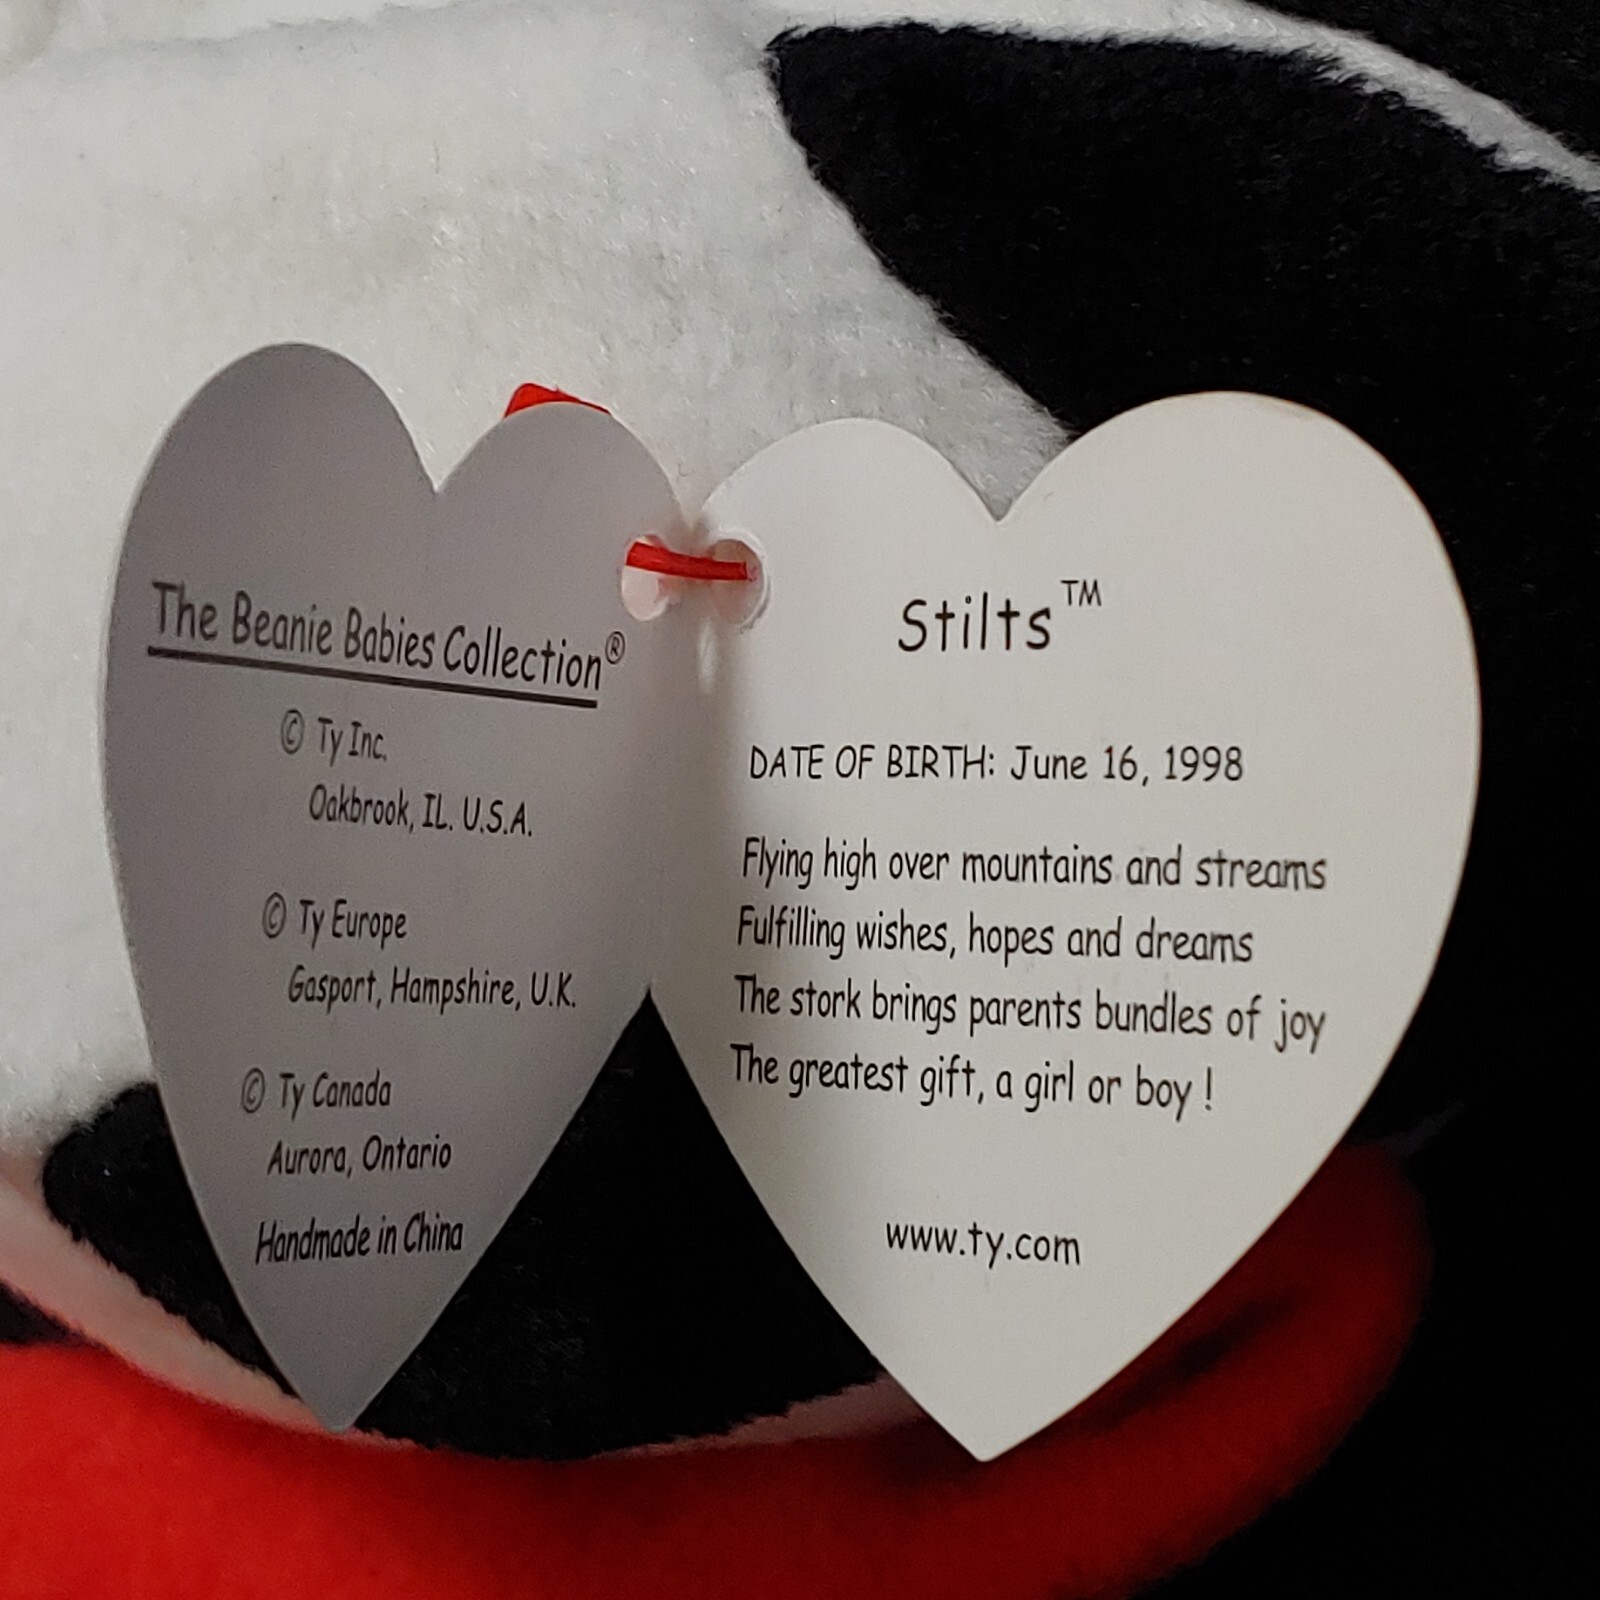 The Beanie Babies Collection®
© Ty Inc.
Oakbrook, IL. U.S.A.
© Ty Europe
Gasport, Hampshire, U.K.
© Ty Canada
Aurora, Ontario
Handmade in China
Stilts™
DATE OF BIRTH: June 16, 1998
Flying high over mountains and streams
Fulfilling wishes, hopes and dreams
The stork brings parents bundles of joy
The greatest gift, a girl or boy !
www.ty.com